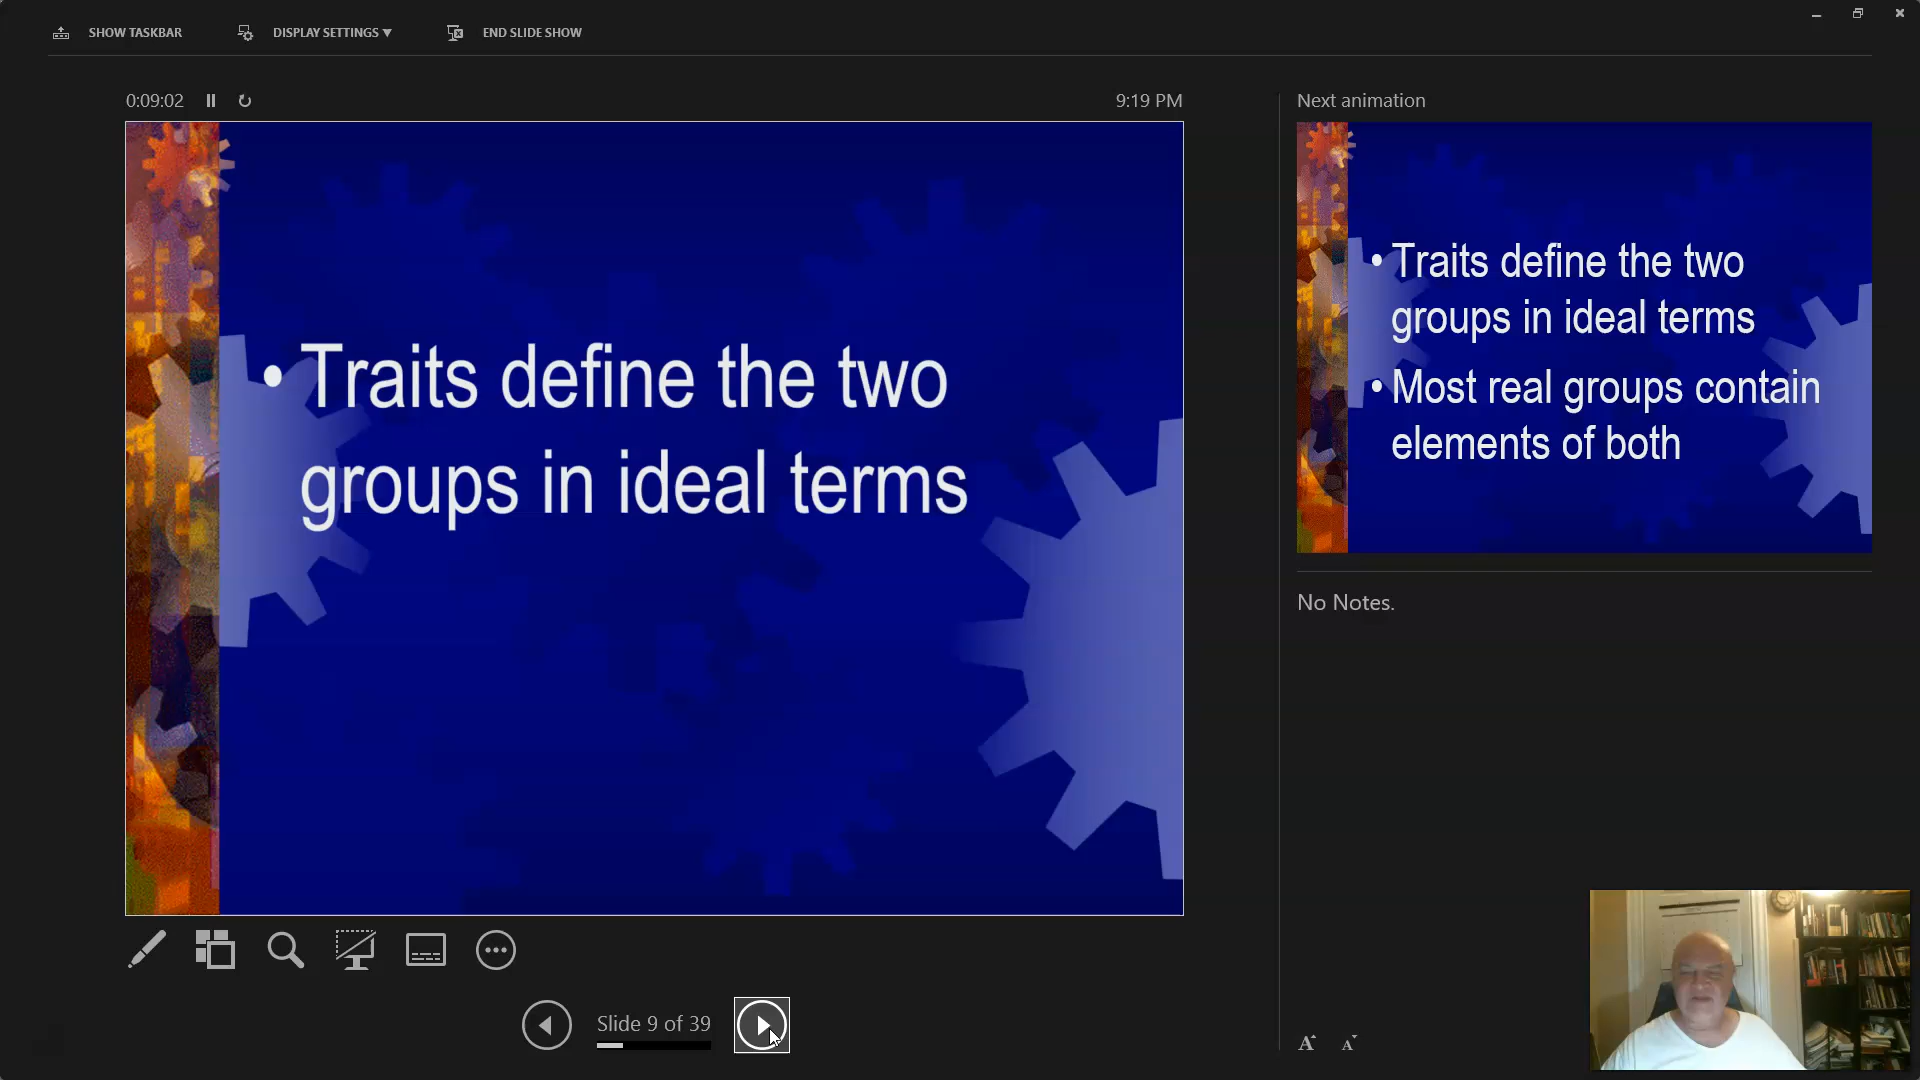 SHOW TASKBAR
DISPLAY SETTINGS ▼
END SLIDE SHOW
0:09:02
9:19 PM
Next animation
• Traits define the two
groups in ideal terms
• Traits define the two
groups in ideal terms
• Most real groups contain
elements of both
No Notes.
Slide 9 of 39
A A